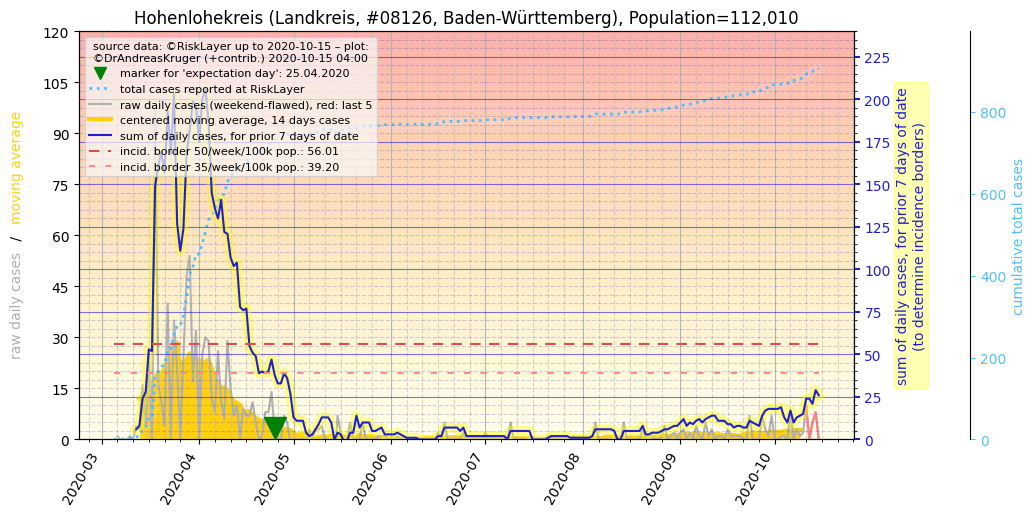 Hohenlohekreis (Landkreis, #08126, Baden-Württemberg), Population=112,010
source data: ©RiskLayer up to 2020-10-15 – plot:
©DrAndreasKruger (+contrib.) 2020-10-15 04:00
marker for 'expectation day': 25.04.2020
total cases reported at RiskLayer
raw daily cases (weekend-flawed), red: last 5
centered moving average, 14 days cases
sum of daily cases, for prior 7 days of date
incid. border 50/week/100k pop.: 56.01
incid. border 35/week/100k pop.: 39.20
raw daily cases / moving average
120
105
90
75
60
45
30
15
0
2020-03
2020-04
2020-05
2020-06
2020-07
2020-08
2020-09
2020-10
225
200
175
150
125
100
75
50
25
0
sum of daily cases, for prior 7 days of date
(to determine incidence borders)
800
600
400
200
0
cumulative total cases